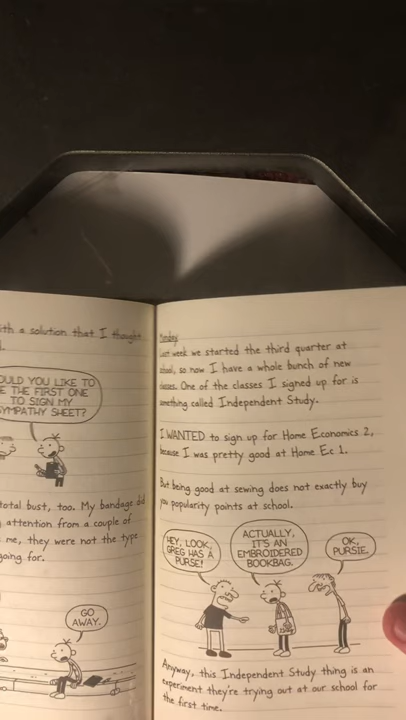 ith a solution that I thought
OULD YOU LIKE TO
E THE FIRST ONE
TO SIGN MY
SYMPATHY SHEET?
total bust, too. My bandage did
attention from a couple of
me, they were not the type
going for.
GO
AWAY.
Monday
Last week we started the third quarter at
school, so now I have a whole bunch of new
classes. One of the classes I signed up for is
something called Independent Study.
I WANTED to sign up for Home Economics 2,
because I was pretty good at Home Ec 1.
But being good at sewing does not exactly buy
you popularity points at school.
HEY, LOOK,
GREG HAS A
PURSE!
ACTUALLY,
IT'S AN
EMBROIDERED
BOOKBAG.
OK,
PURSIE.
Anyway, this Independent Study thing is an
experiment they're trying out at our school for
the first time.